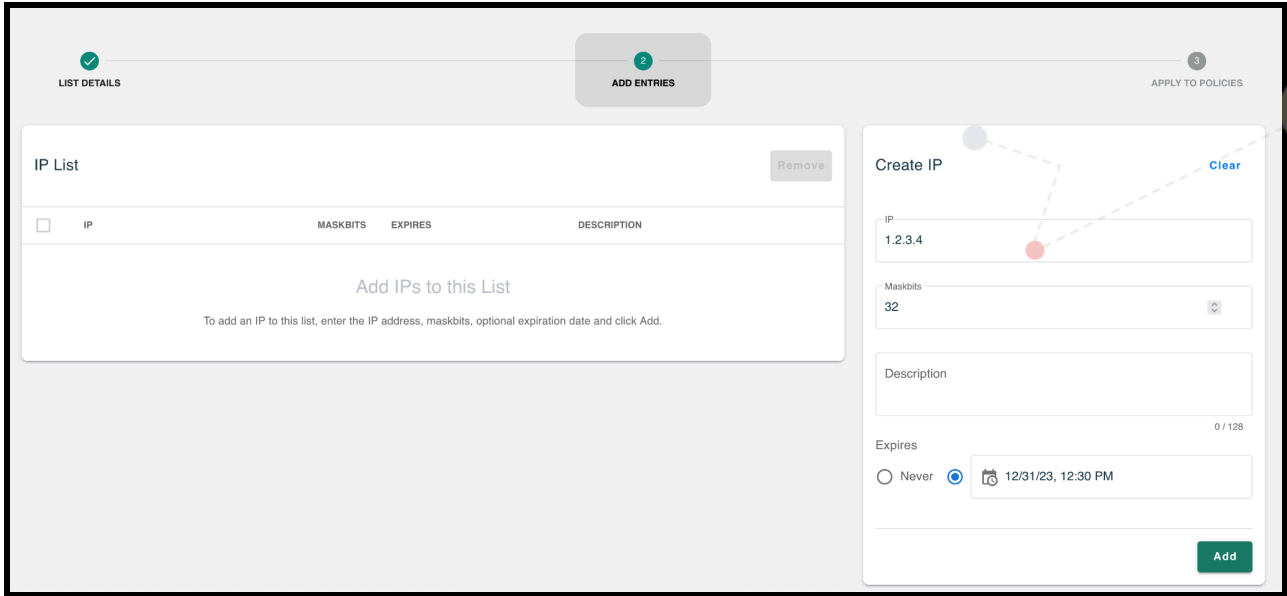 2
3
LIST DETAILS
ADD ENTRIES
APPLY TO POLICIES
IP List
Remove
IP
MASKBITS
EXPIRES
DESCRIPTION
Add IPs to this List
To add an IP to this list, enter the IP address, maskbits, optional expiration date and click Add.
Create IP
Clear
IP
1.2.3.4
Maskbits
32
Description
0 / 128
Expires
Never
12/31/23, 12:30 PM
Add